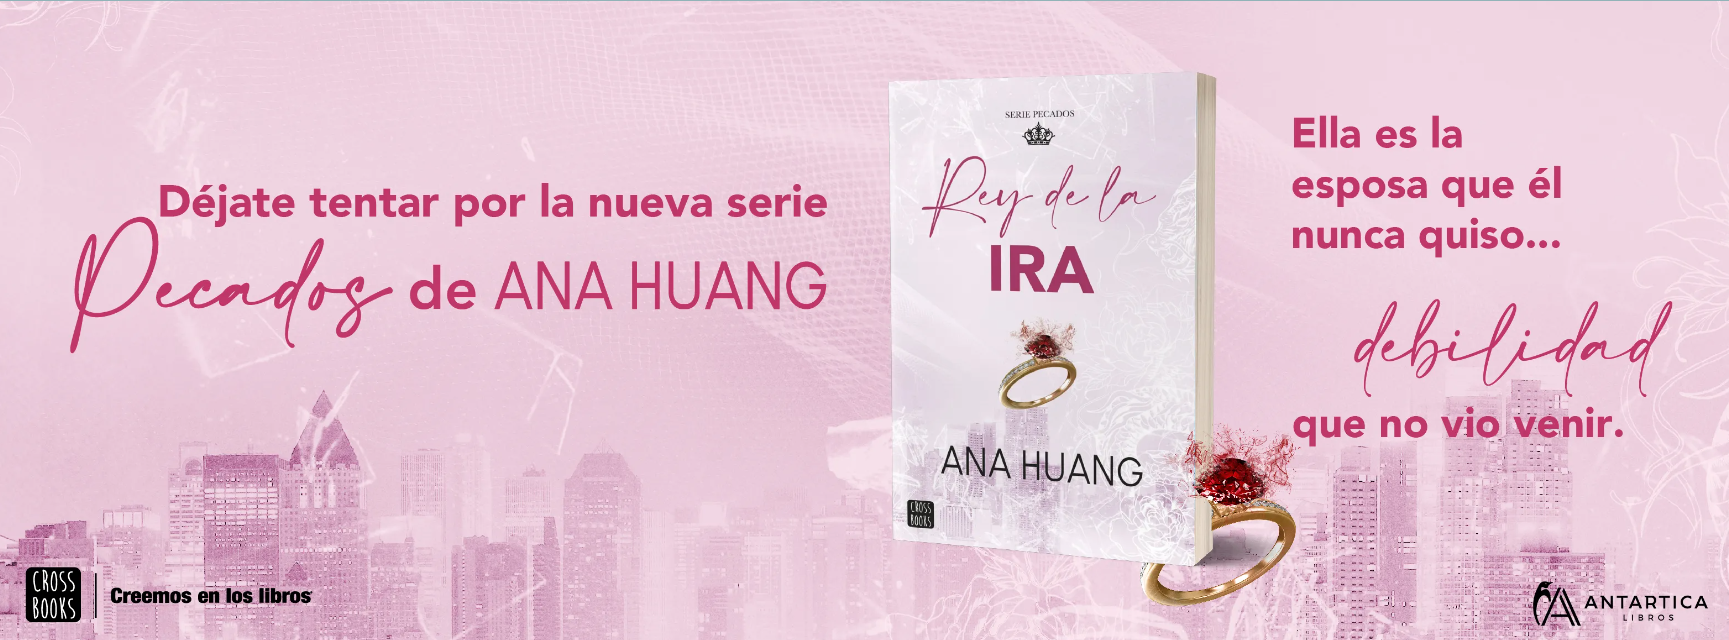 Déjate tentar por la nueva serie
Pecados de ANA HUANG
SERIE PECADOS
Rey de la
IRA
ANA HUANG
CROSS
BOOKS
Ella es la
esposa que él
nunca quiso...
debilidad
que no vio venir.
CROSS
BOOKS
Creemos en los libros
ANTARTICA
LIBROS